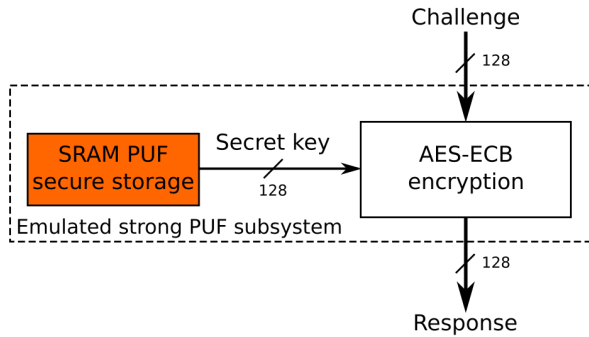 Challenge
128
SRAM PUF
secure storage
Secret key
128
AES-ECB
encryption
Emulated strong PUF subsystem
128
Response